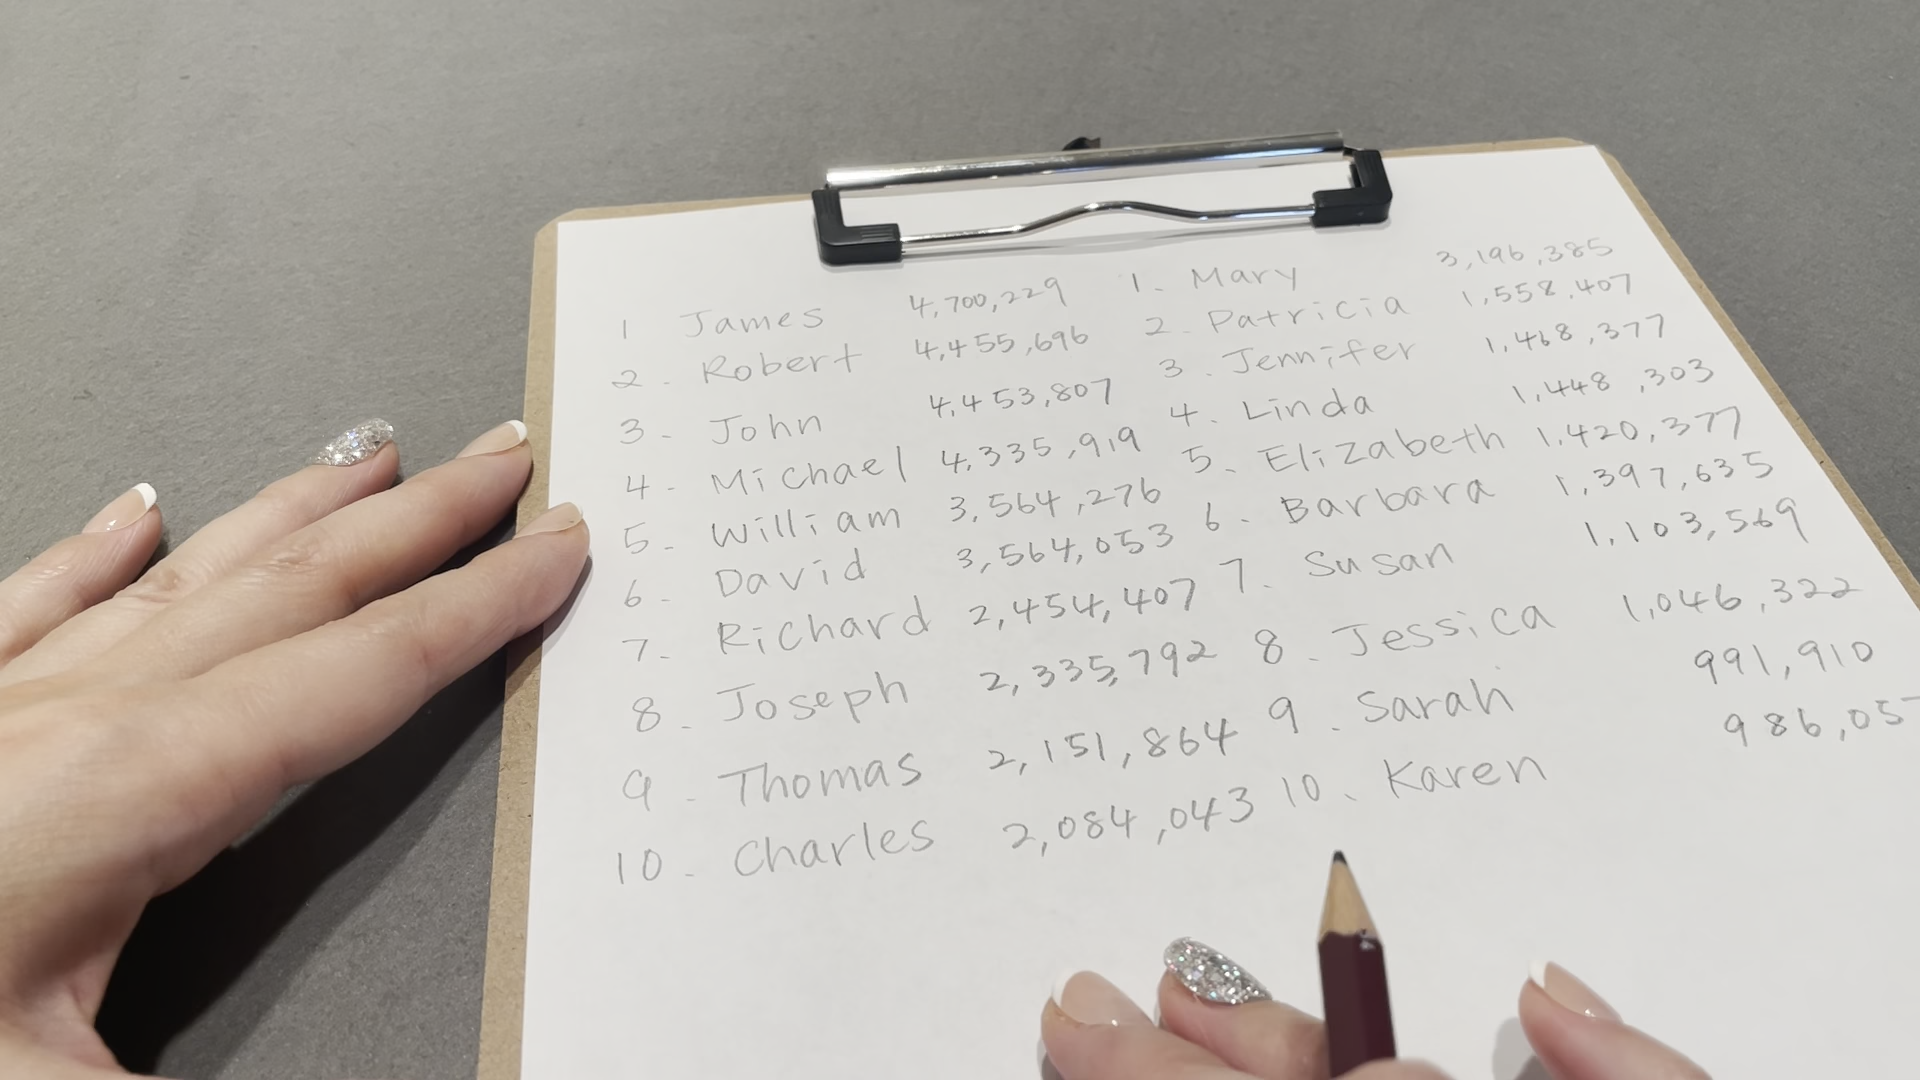 1 James 4,700,229 1. Mary 3,196,385
2. Robert 4,455,696 2. Patricia 1,558,407
3. John 4,453,807 3. Jennifer 1,468,377
4. Michael 4,335,919 4. Linda 1,448,303
5. William 3,564,276 5. Elizabeth 1,420,377
6. David 3,564,053 6. Barbara 1,397,635
7. Richard 2,454,407 7. Susan 1,103,569
8. Joseph 2,335,792 8. Jessica 1,046,322
9. Thomas 2,151,864 9. Sarah 991,910
10. Charles 2,084,043 10. Karen 986,05